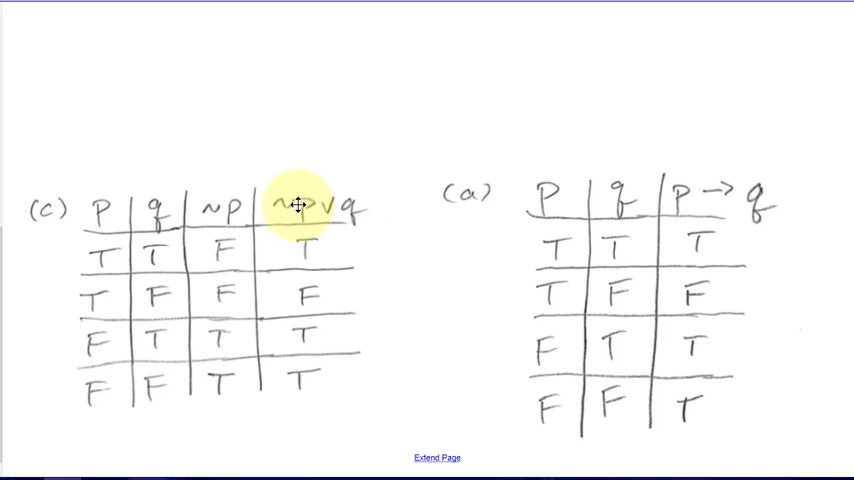 (c) p q ~p ~p∨q
T T F T
T F F F
F T T T
F F T T
(a) p q p→q
T T T
T F F
F T T
F F T
Extend Page